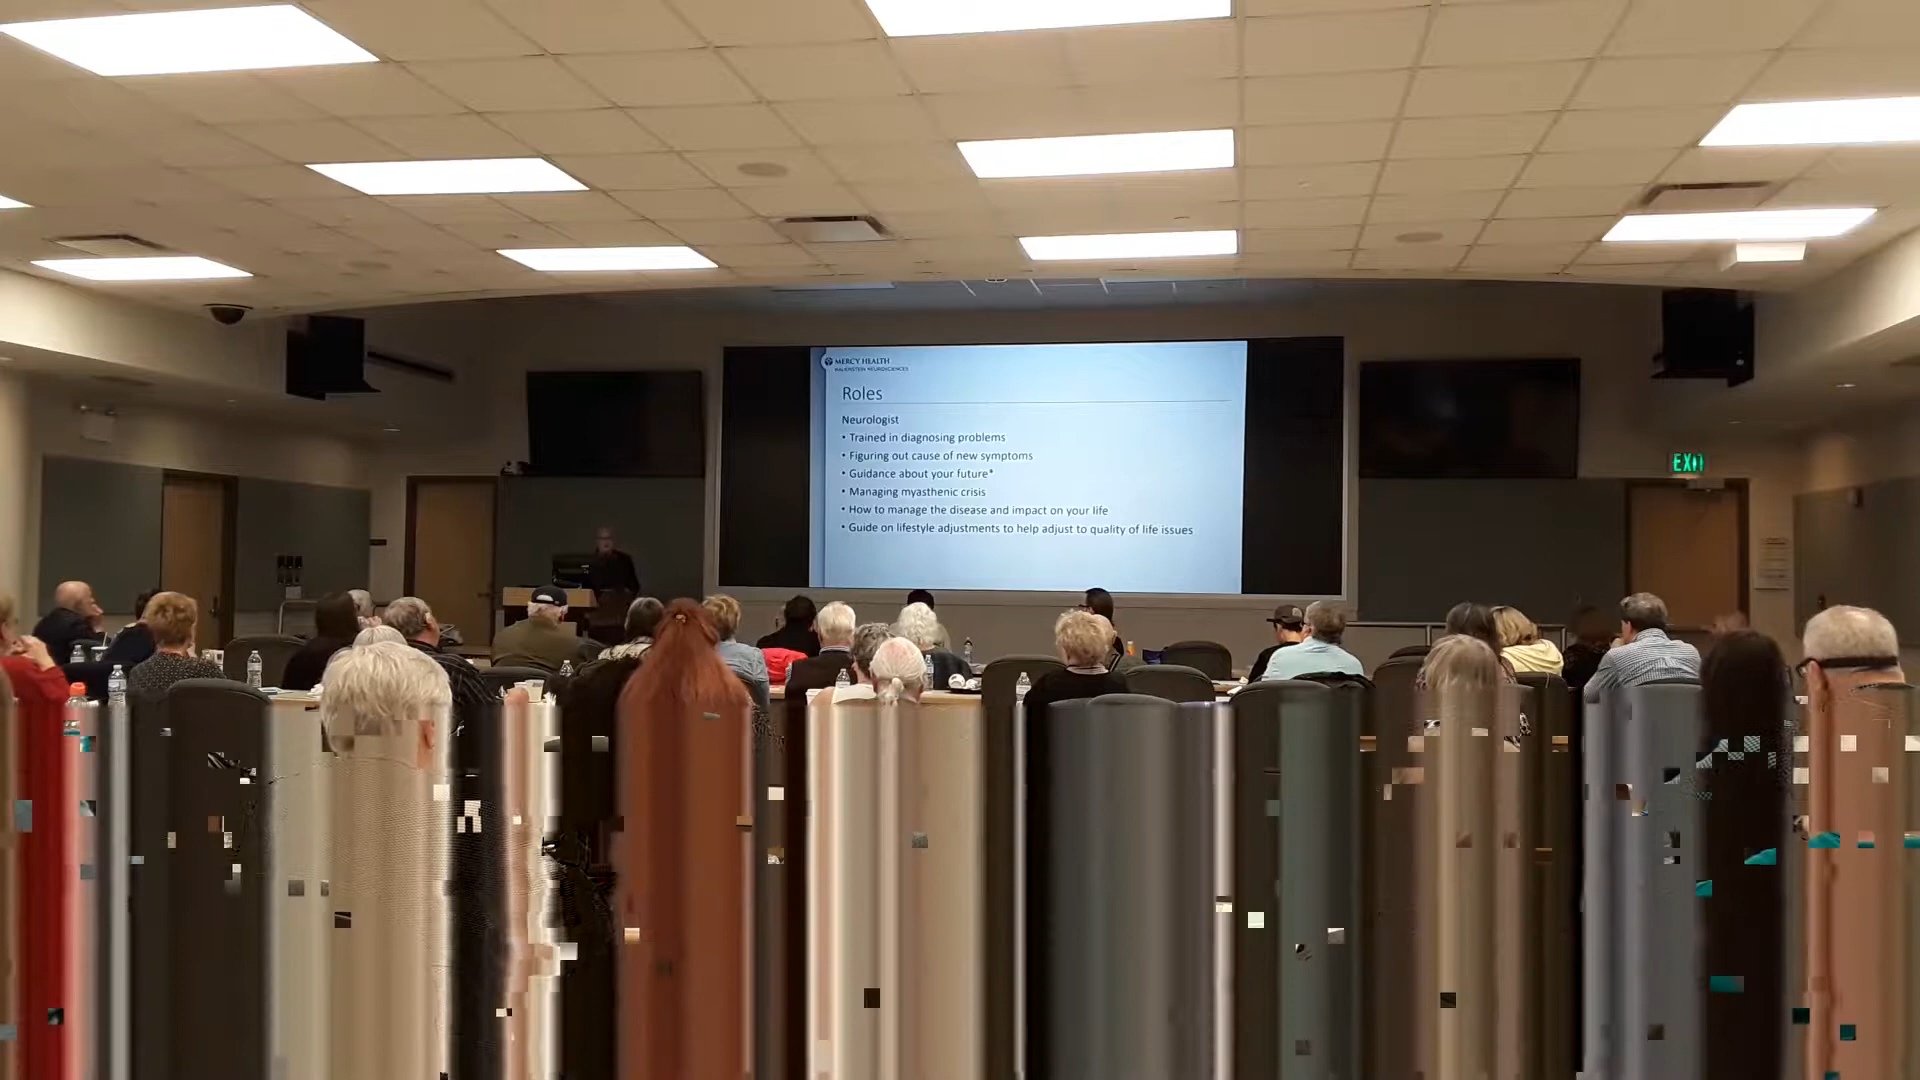 MERCY HEALTH
HAUENSTEIN NEUROSCIENCES
Roles
Neurologist
• Trained in diagnosing problems
• Figuring out cause of new symptoms
• Guidance about your future*
• Managing myasthenic crisis
• How to manage the disease and impact on your life
• Guide on lifestyle adjustments to help adjust to quality of life issues
EXIT